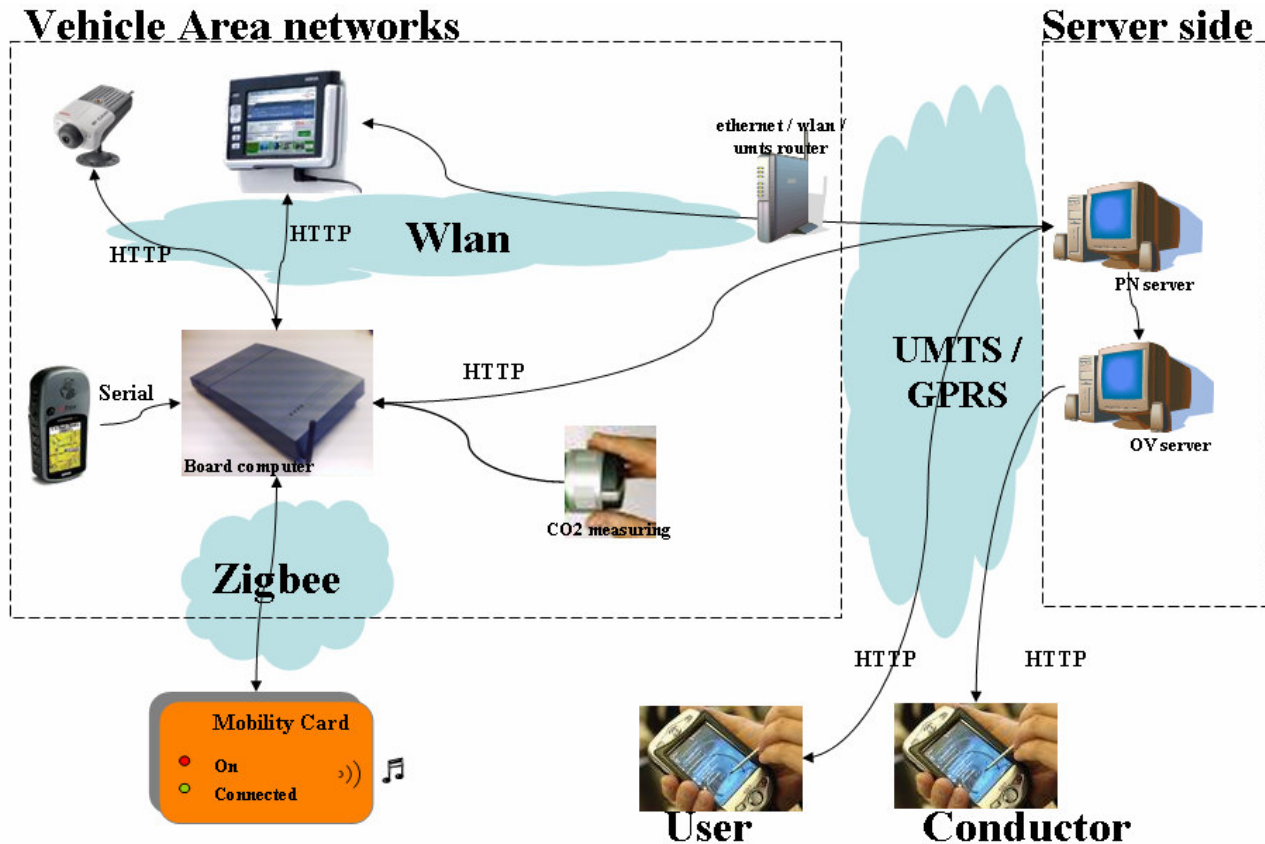 Vehicle Area networks
Server side
ethernet / wlan /
umts router
HTTP
HTTP
Wlan
PN server
UMTS /
GPRS
HTTP
Serial
OV server
Board computer
CO2 measuring
Zigbee
HTTP
HTTP
Mobility Card
On
Connected
User
Conductor